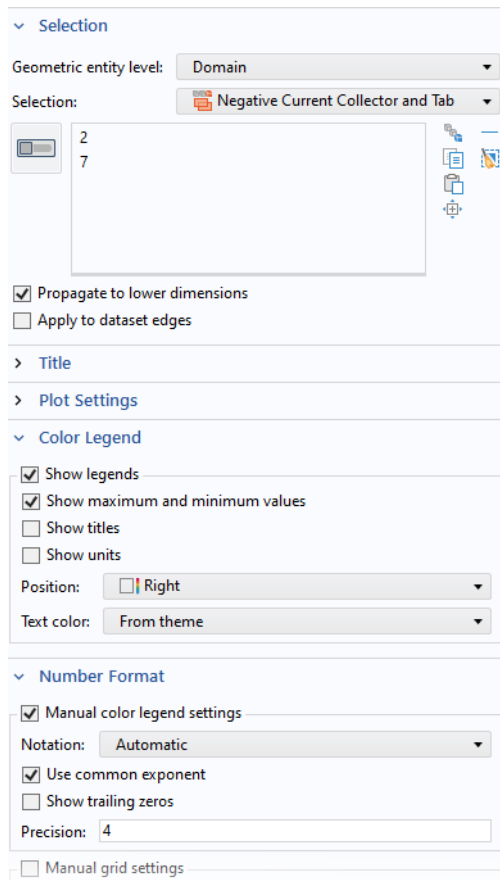 Selection
Geometric entity level: Domain
Selection: Negative Current Collector and Tab
2
7
Propagate to lower dimensions
Apply to dataset edges
Title
Plot Settings
Color Legend
Show legends
Show maximum and minimum values
Show titles
Show units
Position: Right
Text color: From theme
Number Format
Manual color legend settings
Notation: Automatic
Use common exponent
Show trailing zeros
Precision: 4
Manual grid settings